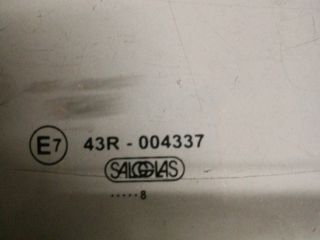 E7 43R - 004337
SALGGLAS
.....8